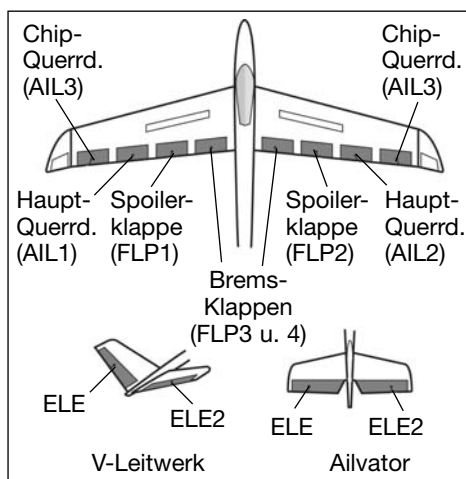 Chip-
Querrd.
(AIL3)
Chip-
Querrd.
(AIL3)
Haupt-
Querrd.
(AIL1)
Spoiler-
klappe
(FLP1)
Spoiler-
klappe
(FLP2)
Haupt-
Querrd.
(AIL2)
Brems-
Klappen
(FLP3 u. 4)
ELE
ELE2
V-Leitwerk
ELE
ELE2
Ailvator